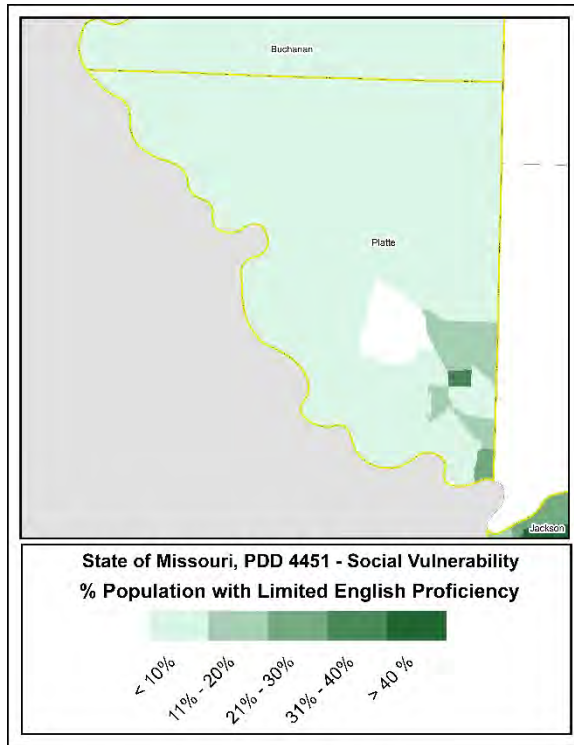 Buchanan
Platte
Jackson
State of Missouri, PDD 4451 - Social Vulnerability
% Population with Limited English Proficiency
< 10%
11% - 20%
21% - 30%
31% - 40%
> 40 %